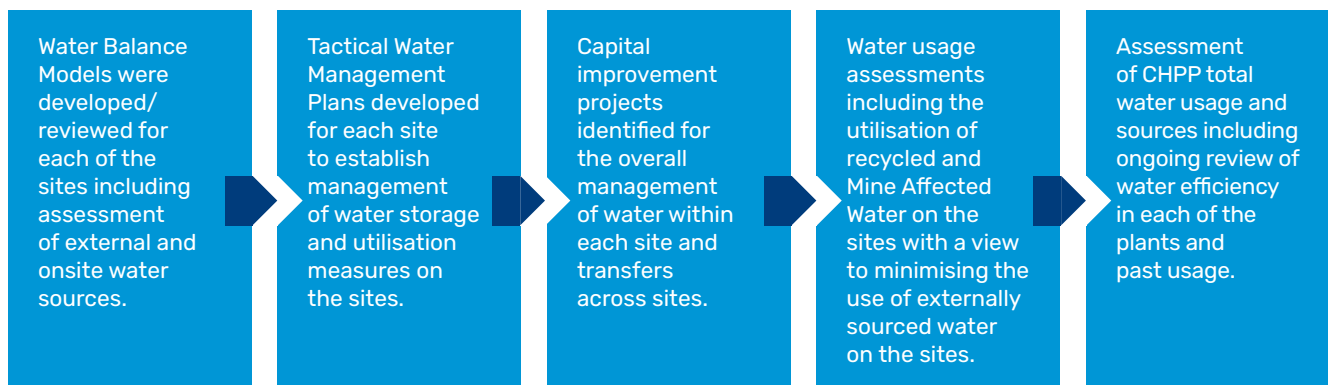 Water Balance
Models were
developed/
reviewed for
each of the
sites including
assessment
of external and
onsite water
sources.
Tactical Water
Management
Plans developed
for each site
to establish
management
of water storage
and utilisation
measures on
the sites.
Capital
improvement
projects
identified for
the overall
management
of water within
each site and
transfers
across sites.
Water usage
assessments
including the
utilisation of
recycled and
Mine Affected
Water on the
sites with a view
to minimising the
use of externally
sourced water
on the sites.
Assessment
of CHPP total
water usage and
sources including
ongoing review of
water efficiency
in each of the
plants and
past usage.